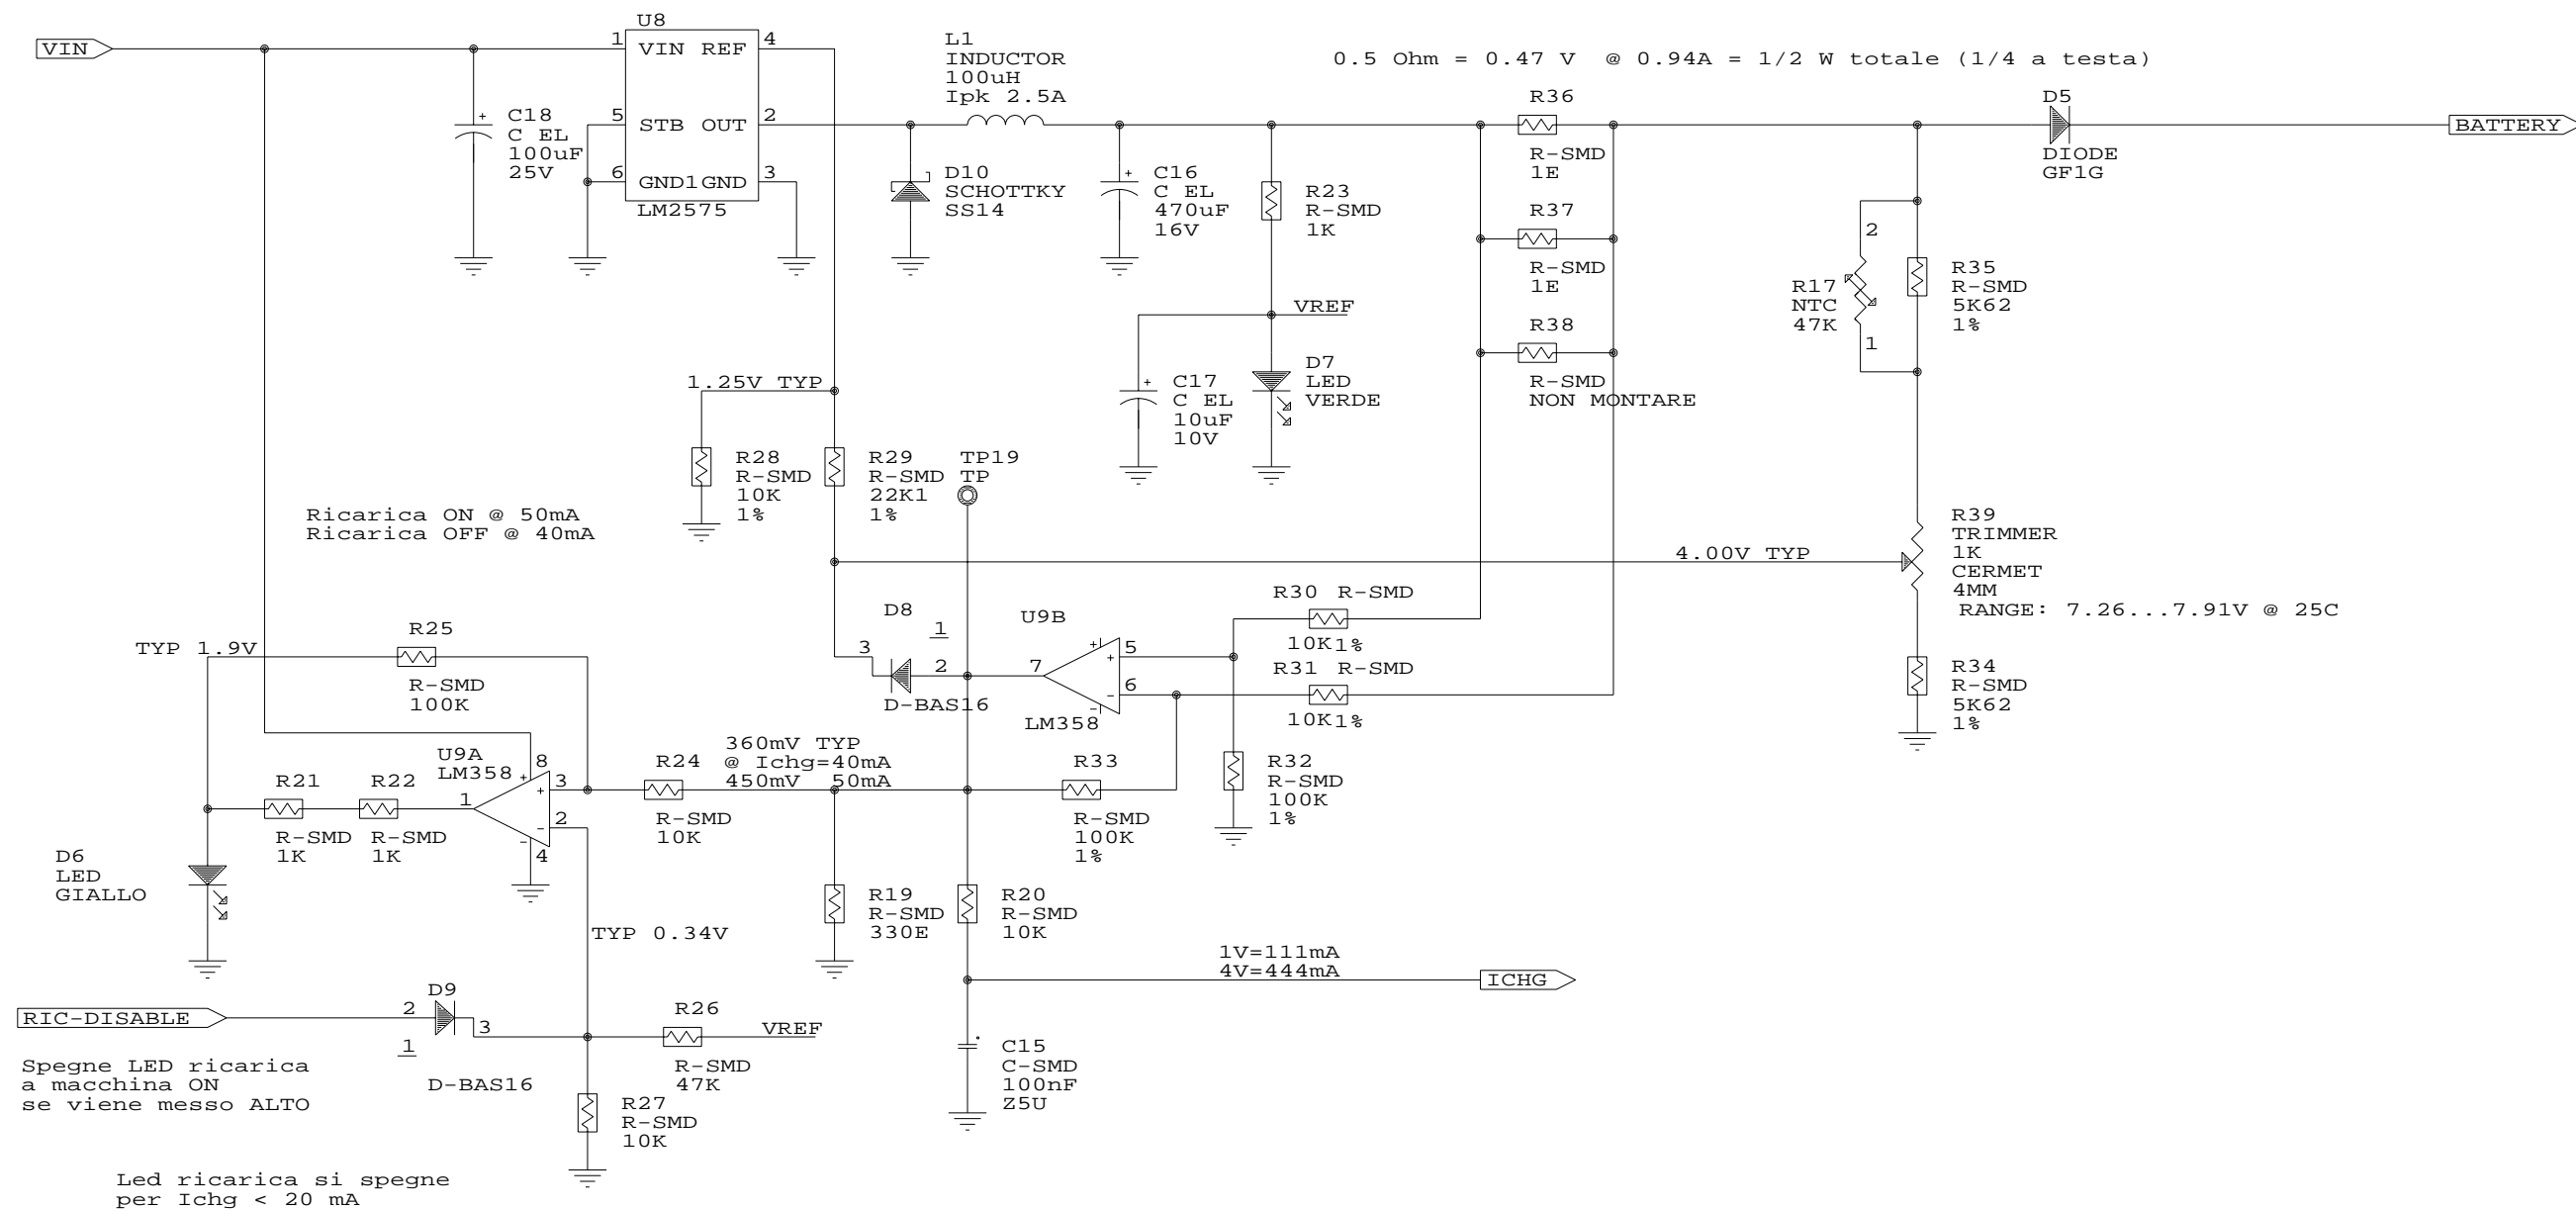 VIN
U8
1 VIN REF 4
5 STB OUT 2
6 GND1 GND 3
LM2575
C18
C EL
100uF
25V
L1
INDUCTOR
100uH
Ipk 2.5A
0.5 Ohm = 0.47 V @ 0.94A = 1/2 W totale (1/4 a testa)
D10
SCHOTTKY
SS14
C16
C EL
470uF
16V
R23
R-SMD
1K
R36
R-SMD
1E
R37
R-SMD
1E
R38
R-SMD
NON MONTARE
D5
DIODE
GF1G
BATTERY
2
R17
NTC
47K
1
R35
R-SMD
5K62
1%
VREF
C17
C EL
10uF
10V
D7
LED
VERDE
1.25V TYP
R28
R-SMD
10K
1%
R29
R-SMD
22K1
1%
TP19
TP
Ricarica ON @ 50mA
Ricarica OFF @ 40mA
4.00V TYP
R39
TRIMMER
1K
CERMET
4MM
RANGE: 7.26...7.91V @ 25C
R34
R-SMD
5K62
1%
D8
1
3
2
D-BAS16
U9B
7
+
5
+
6
-
-
LM358
R30 R-SMD
10K1%
R31 R-SMD
10K1%
R32
R-SMD
100K
1%
R33
R-SMD
100K
1%
TYP 1.9V
R25
R-SMD
100K
U9A
LM358
8
+
3
+
2
-
-
4
1
R24
R-SMD
10K
360mV TYP
@ Ichg=40mA
450mV 50mA
R21
R-SMD
1K
R22
R-SMD
1K
D6
LED
GIALLO
R19
R-SMD
330E
R20
R-SMD
10K
TYP 0.34V
1V=111mA
4V=444mA
ICHG
RIC-DISABLE
D9
2
3
1
D-BAS16
R26
R-SMD
47K
VREF
C15
C-SMD
100nF
Z5U
R27
R-SMD
10K
Spegne LED ricarica
a macchina ON
se viene messo ALTO
Led ricarica si spegne
per Ichg < 20 mA